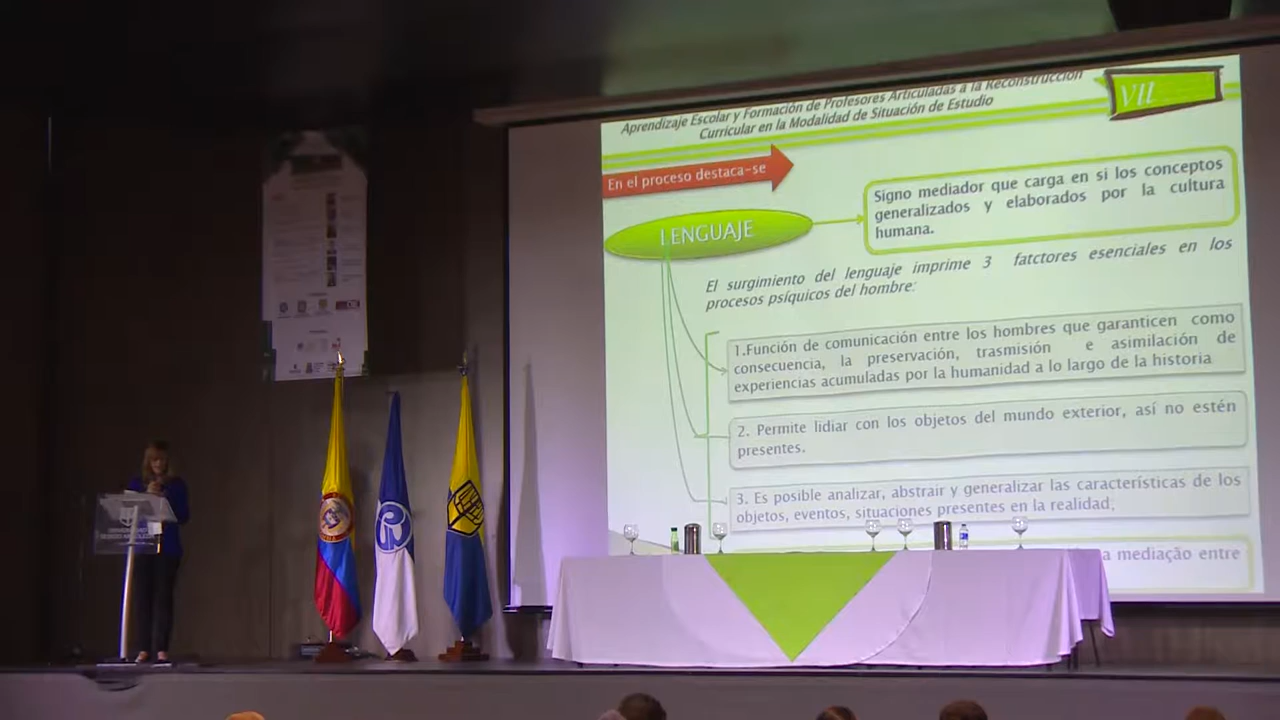 Aprendizaje Escolar y Formación de Profesores Articuladas a la Reconstrucción
Curricular en la Modalidad de Situación de Estudio
VII
En el proceso destaca-se
Signo mediador que carga en si los conceptos
generalizados y elaborados por la cultura
humana.
LENGUAJE
El surgimiento del lenguaje imprime 3 fatctores esenciales en los
procesos psíquicos del hombre:
1.Función de comunicación entre los hombres que garanticen como
consecuencia, la preservación, trasmisión e asimilación de
experiencias acumuladas por la humanidad a lo largo de la historia
2. Permite lidiar con los objetos del mundo exterior, así no estén
presentes.
3. Es posible analizar, abstrair y generalizar las características de los
objetos, eventos, situaciones presentes en la realidad;
a mediação entre